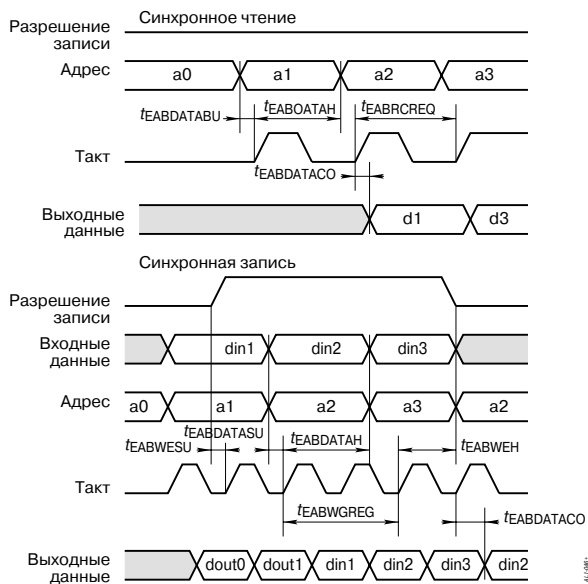 Синхронное чтение
Разрешение
записи
Адрес
a0 a1 a2 a3
tEABDATABU tEABOATAH tEABRCREQ
Такт
tEABDATACO
Выходные
данные
d1 d3
Синхронная запись
Разрешение
записи
Входные
данные
din1 din2 din3
Адрес
a0 a1 a2 a3 a2
tEABWESU tEABDATASU tEABDATAH tEABWEH
Такт
tEABWGREG tEABDATACO
Выходные
данные
dout0 dout1 din1 din2 din3 din2